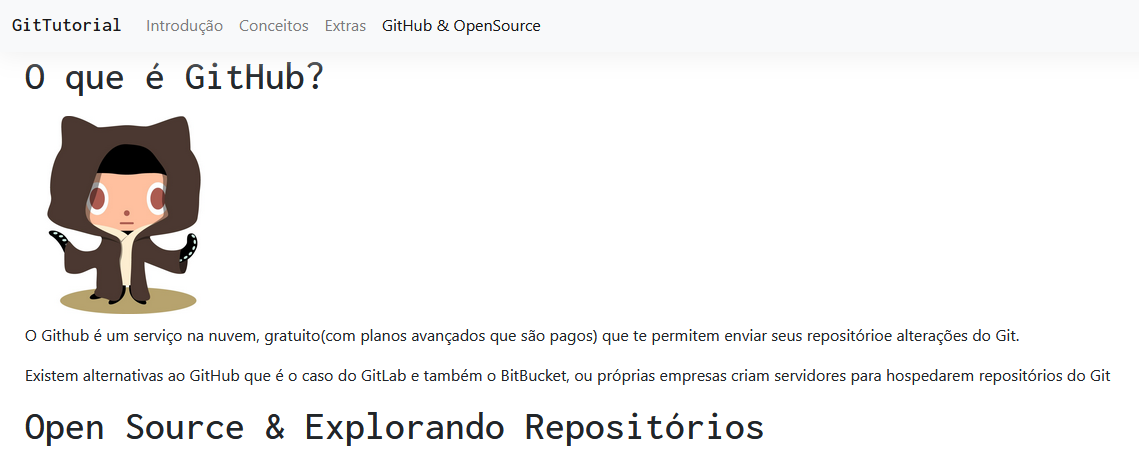 GitTutorial Introdução Conceitos Extras GitHub & OpenSource
O que é GitHub?
O Github é um serviço na nuvem, gratuito(com planos avançados que são pagos) que te permitem enviar seus repositórioe alterações do Git.
Existem alternativas ao GitHub que é o caso do GitLab e também o BitBucket, ou próprias empresas criam servidores para hospedarem repositórios do Git
Open Source & Explorando Repositórios